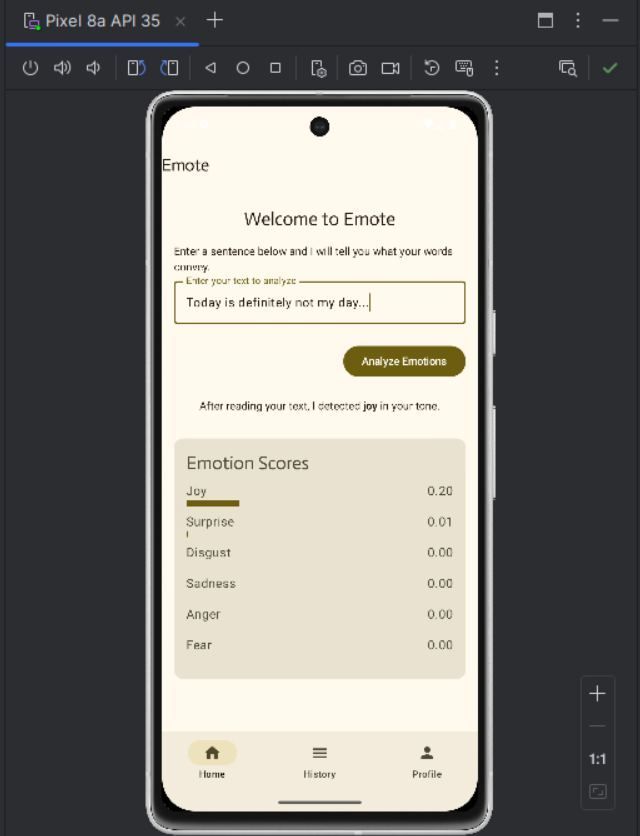 Pixel 8a API 35
Emote
Welcome to Emote
Enter a sentence below and I will tell you what your words
convey.
Enter your text to analyze
Today is definitely not my day...
Analyze Emotions
After reading your text, I detected joy in your tone.
Emotion Scores
Joy 0.20
Surprise 0.01
Disgust 0.00
Sadness 0.00
Anger 0.00
Fear 0.00
Home History Profile
1:1